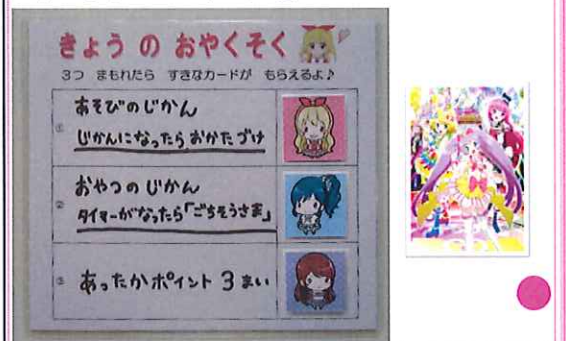 きょう の おやくそく
3つ まもれたら すきなカードが もらえるよ♪
① あそびのじかん
じかんになったら おかたづけ
② おやつのじかん
タイマーがなったら「ごちそうさま」
③ あったかポイント 3まい